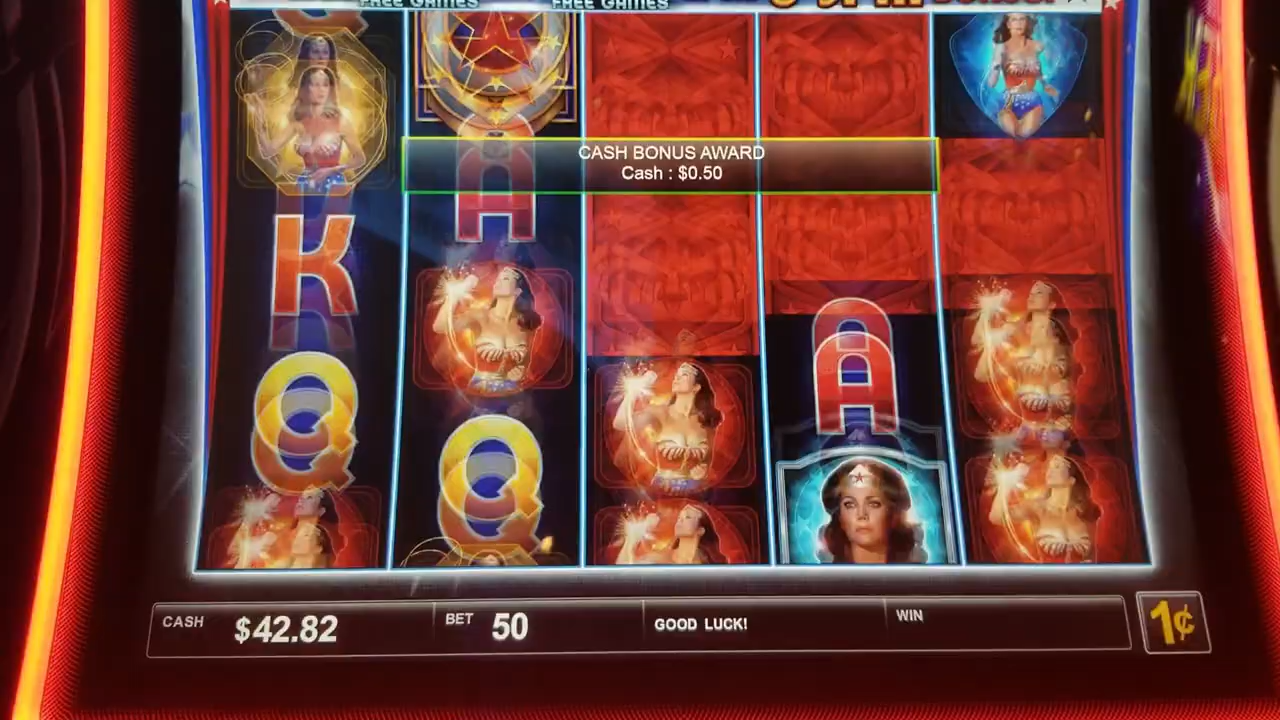 FREE GAMES FREE GAMES
CASH BONUS AWARD
Cash : $0.50
A
K
Q
Q
A
A
CASH $42.82 BET 50 GOOD LUCK! WIN 1¢